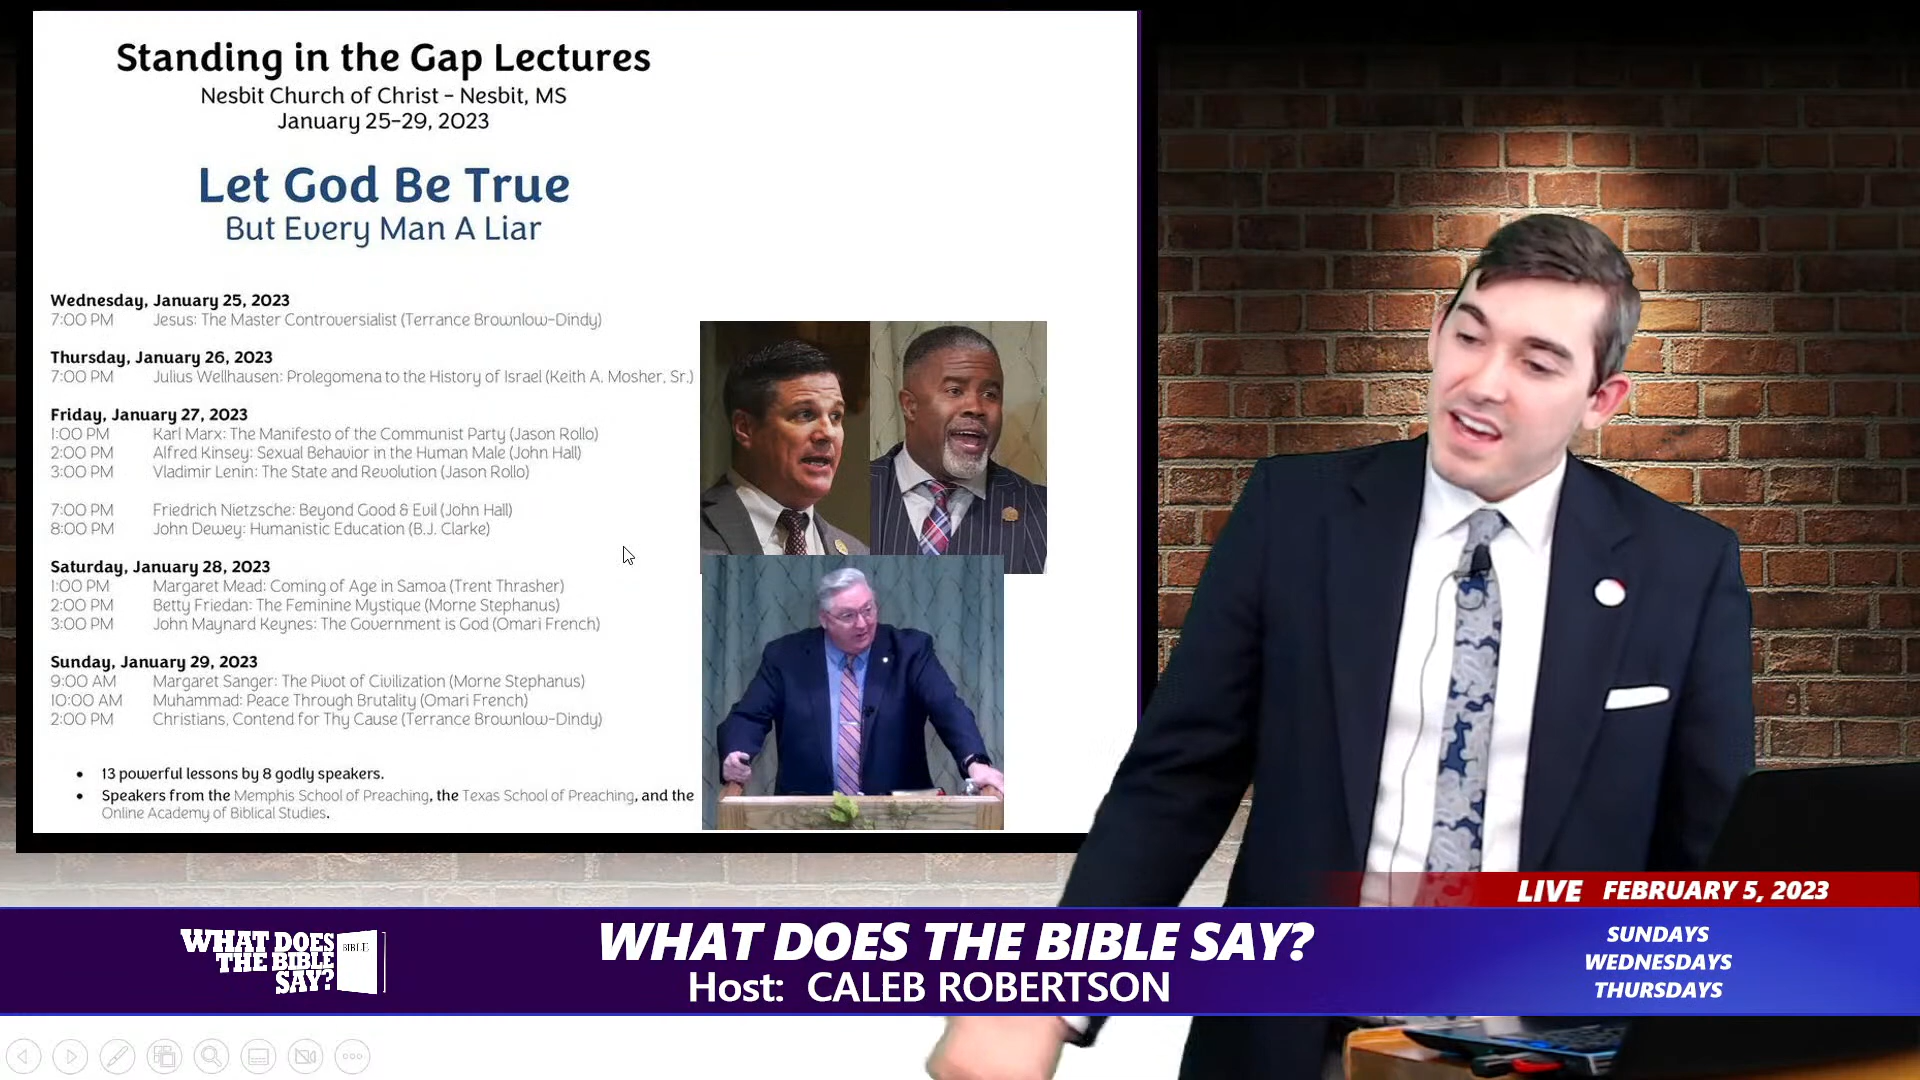 Standing in the Gap Lectures
Nesbit Church of Christ - Nesbit, MS
January 25-29, 2023
Let God Be True
But Every Man A Liar
Wednesday, January 25, 2023
7:00 PM Jesus: The Master Controversialist (Terrance Brownlow-Dindy)
Thursday, January 26, 2023
7:00 PM Julius Wellhausen: Prolegomena to the History of Israel (Keith A. Mosher, Sr.)
Friday, January 27, 2023
1:00 PM Karl Marx: The Manifesto of the Communist Party (Jason Rollo)
2:00 PM Alfred Kinsey: Sexual Behavior in the Human Male (John Hall)
3:00 PM Vladimir Lenin: The State and Revolution (Jason Rollo)
7:00 PM Friedrich Nietzsche: Beyond Good & Evil (John Hall)
8:00 PM John Dewey: Humanistic Education (B.J. Clarke)
Saturday, January 28, 2023
1:00 PM Margaret Mead: Coming of Age in Samoa (Trent Thrasher)
2:00 PM Betty Friedan: The Feminine Mystique (Morne Stephanus)
3:00 PM John Maynard Keynes: The Government is God (Omari French)
Sunday, January 29, 2023
9:00 AM Margaret Sanger: The Pivot of Civilization (Morne Stephanus)
10:00 AM Muhammad: Peace Through Brutality (Omari French)
2:00 PM Christians, Contend for Thy Cause (Terrance Brownlow-Dindy)
• 13 powerful lessons by 8 godly speakers.
• Speakers from the Memphis School of Preaching, the Texas School of Preaching, and the
Online Academy of Biblical Studies.
LIVE FEBRUARY 5, 2023
WHAT DOES
THE BIBLE
SAY?
BIBLE
WHAT DOES THE BIBLE SAY?
Host: CALEB ROBERTSON
SUNDAYS
WEDNESDAYS
THURSDAYS